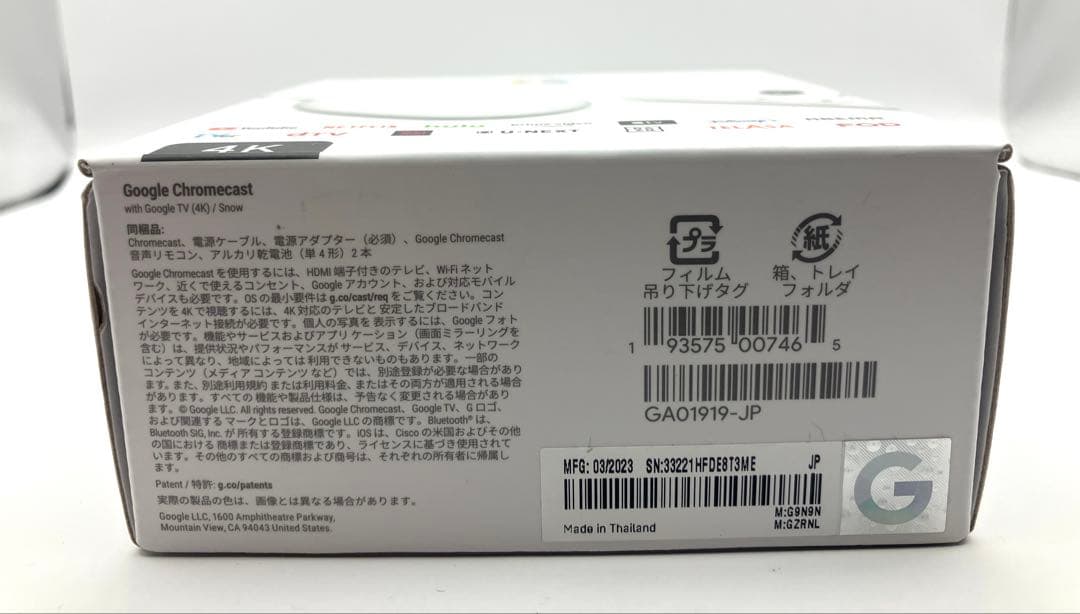 YouTube NETFLIX hulu U-NEXT TELASA FOD
dTV
4K
Google Chromecast
with Google TV (4K) / Snow
同梱品:
Chromecast、電源ケーブル、電源アダプター（必須）、Google Chromecast
音声リモコン、アルカリ乾電池（単4形）2本
Google Chromecast を使用するには、HDMI 端子付きのテレビ、Wi-Fi ネット
ワーク、近くで使えるコンセント、Google アカウント、および対応モバイル
デバイスも必要です。OS の最小要件は g.co/cast/req をご覧ください。コン
テンツを 4K で視聴するには、4K 対応のテレビと安定したブロードバンド
インターネット接続が必要です。個人の写真を表示するには、Google フォト
が必要です。機能やサービスおよびアプリケーション（画面ミラーリングを
含む）は、提供状況やパフォーマンスがサービス、デバイス、ネットワーク
によって異なり、地域によっては利用できないものもあります。一部の
コンテンツ（メディア コンテンツなど）では、別途登録が必要な場合があり
ます。また、別途利用規約または利用料金、またはその両方が適用される場合
があります。すべての機能や製品仕様は、予告なく変更される場合があり
ます。© Google LLC. All rights reserved. Google Chromecast、Google TV、G ロゴ、
および関連するマークとロゴは、Google LLC の商標です。Bluetooth® は、
Bluetooth SIG, Inc. が所有する登録商標です。iOS は、Cisco の米国およびその他
の国における商標または登録商標であり、ライセンスに基づき使用されて
います。その他のすべての商標および商号は、それぞれの所有者に帰属し
ます。
Patent / 特許: g.co/patents
実際の製品の色は、画像とは異なる場合があります。
Google LLC, 1600 Amphitheatre Parkway,
Mountain View, CA 94043 United States.
プラ
フィルム
吊り下げタグ
紙
箱、トレイ
フォルダ
1 93575 00746 5
GA01919-JP
MFG: 03/2023 SN:33221HFDE8T3ME JP
M:G9N9N
Made in Thailand M:GZRNL
G